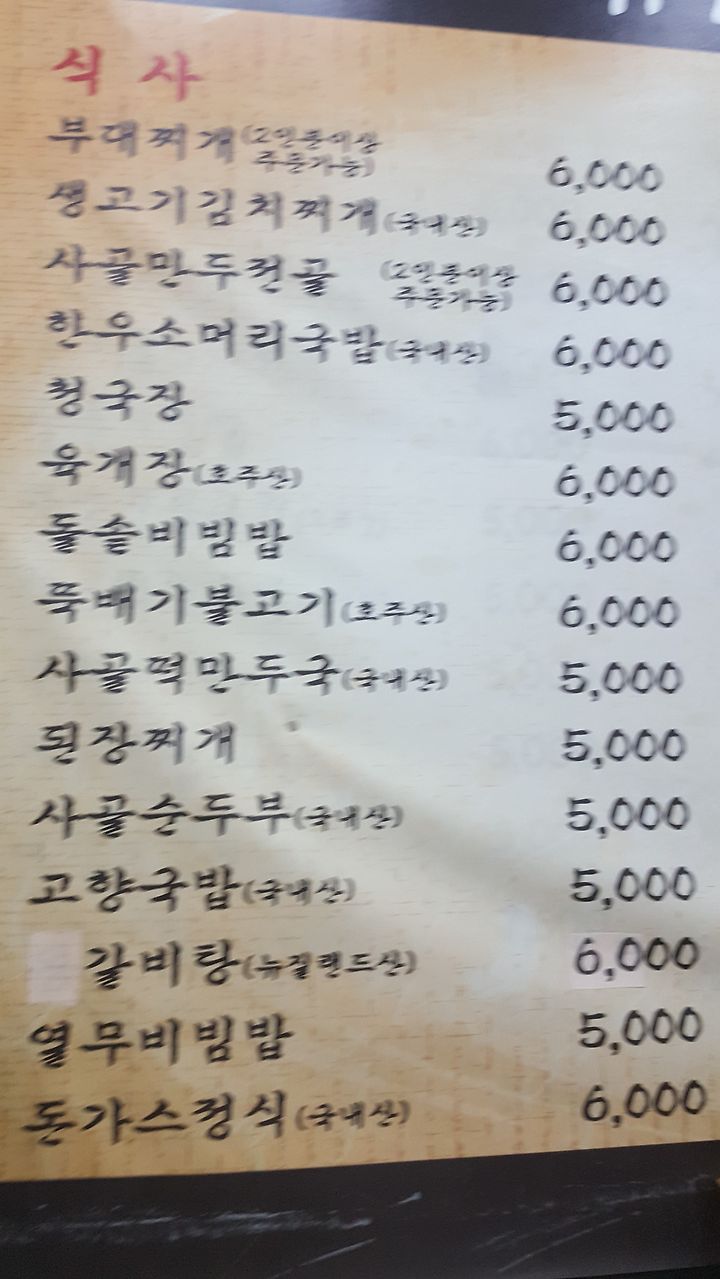 식 사
부대찌개 (2인분이상 주문가능) 6,000
생고기김치찌개(국내산) 6,000
사골만두전골 (2인분이상 주문가능) 6,000
한우소머리국밥(국내산) 6,000
청국장 5,000
육개장(호주산) 6,000
돌솥비빔밥 6,000
뚝배기불고기(호주산) 6,000
사골떡만두국(국내산) 5,000
된장찌개 5,000
사골순두부(국내산) 5,000
고향국밥(국내산) 5,000
갈비탕(뉴질랜드산) 6,000
열무비빔밥 5,000
돈가스정식(국내산) 6,000